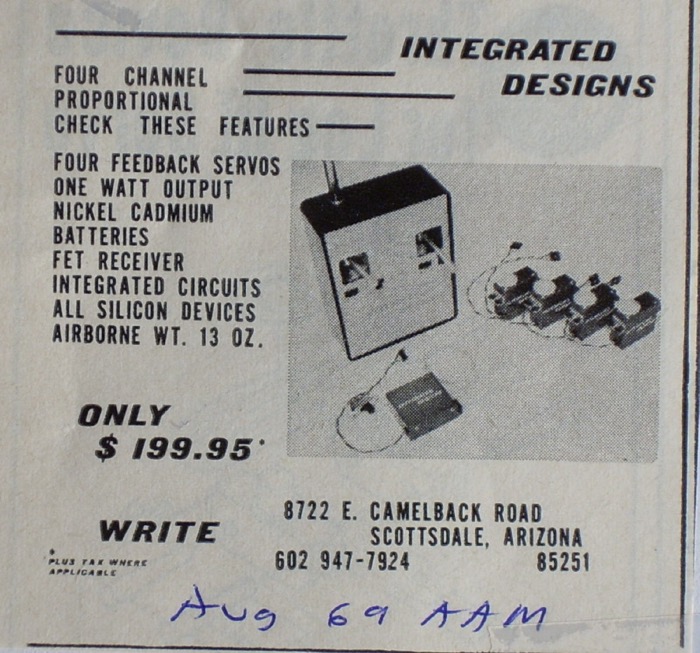 INTEGRATED
DESIGNS
FOUR CHANNEL
PROPORTIONAL
CHECK THESE FEATURES
FOUR FEEDBACK SERVOS
ONE WATT OUTPUT
NICKEL CADMIUM
BATTERIES
FET RECEIVER
INTEGRATED CIRCUITS
ALL SILICON DEVICES
AIRBORNE WT. 13 OZ.
ONLY
$ 199.95*
WRITE
* PLUS TAX WHERE
APPLICABLE
8722 E. CAMELBACK ROAD
SCOTTSDALE, ARIZONA
602 947-7924 85251
Aug 69 AAM